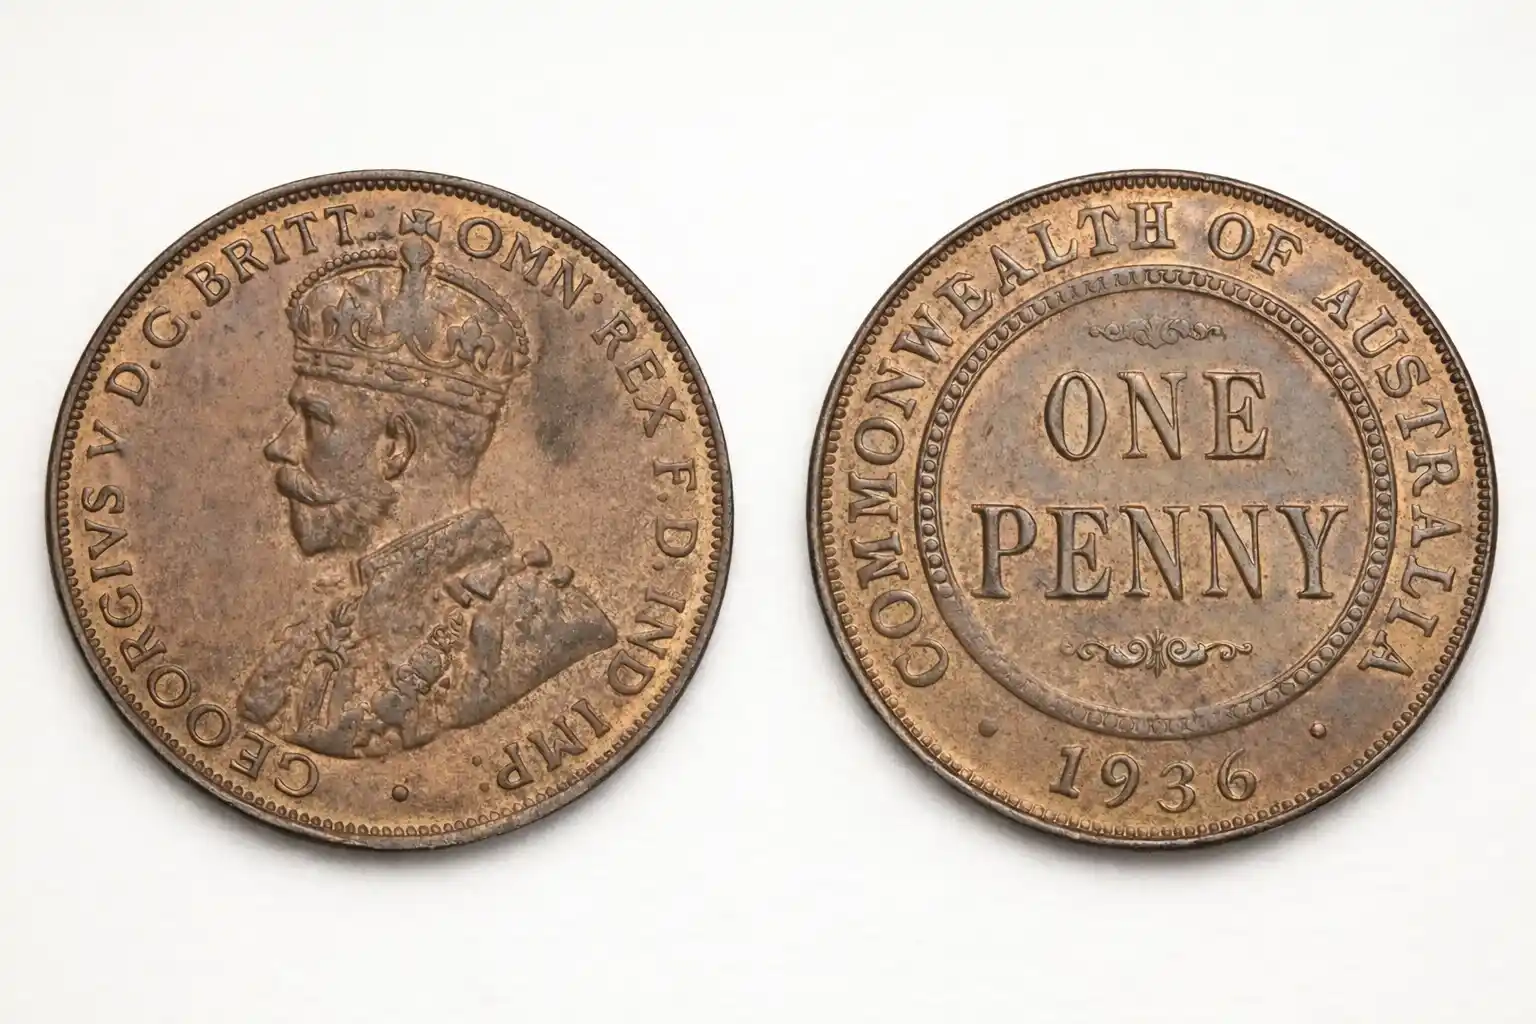 GEORGIVS V D.G. BRITT: OMN: REX F.D. IND IMP:
COMMONWEALTH OF AUSTRALIA
ONE
PENNY
1936